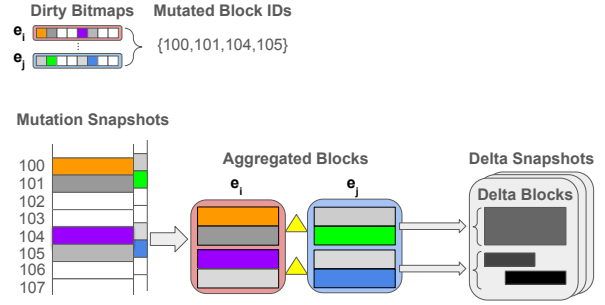 Dirty Bitmaps
Mutated Block IDs
ei
{100,101,104,105}
ej
Mutation Snapshots
100
101
102
103
104
105
106
107
Aggregated Blocks
ei
ej
Delta Snapshots
Delta Blocks